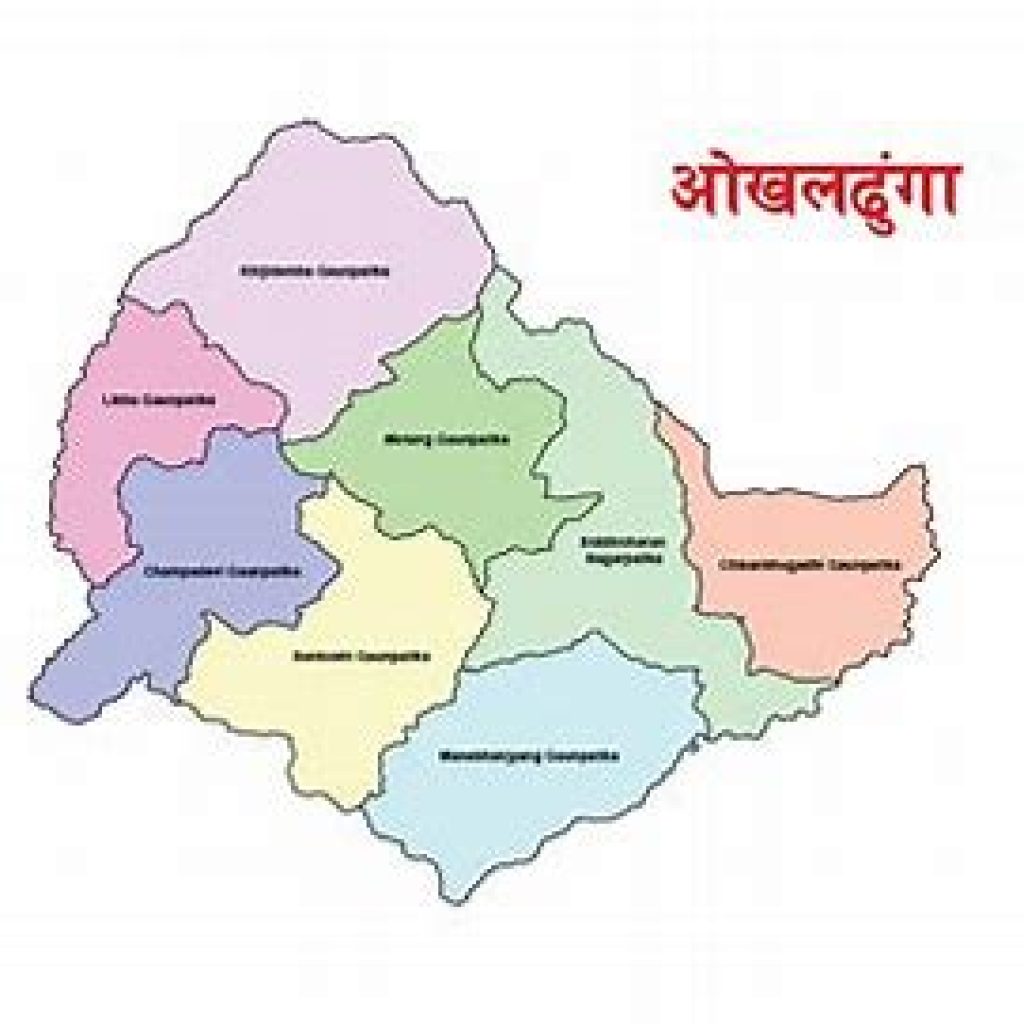 ओखलढुंगा
Khijidemba Gaunpalika
Likhu Gaunpalika
Molung Gaunpalika
Siddhicharan
Nagarpalika
Champadevi Gaunpalika
Chisankhugadhi Gaunpalika
Sunkoshi Gaunpalika
Manebhanjyang Gaunpalika